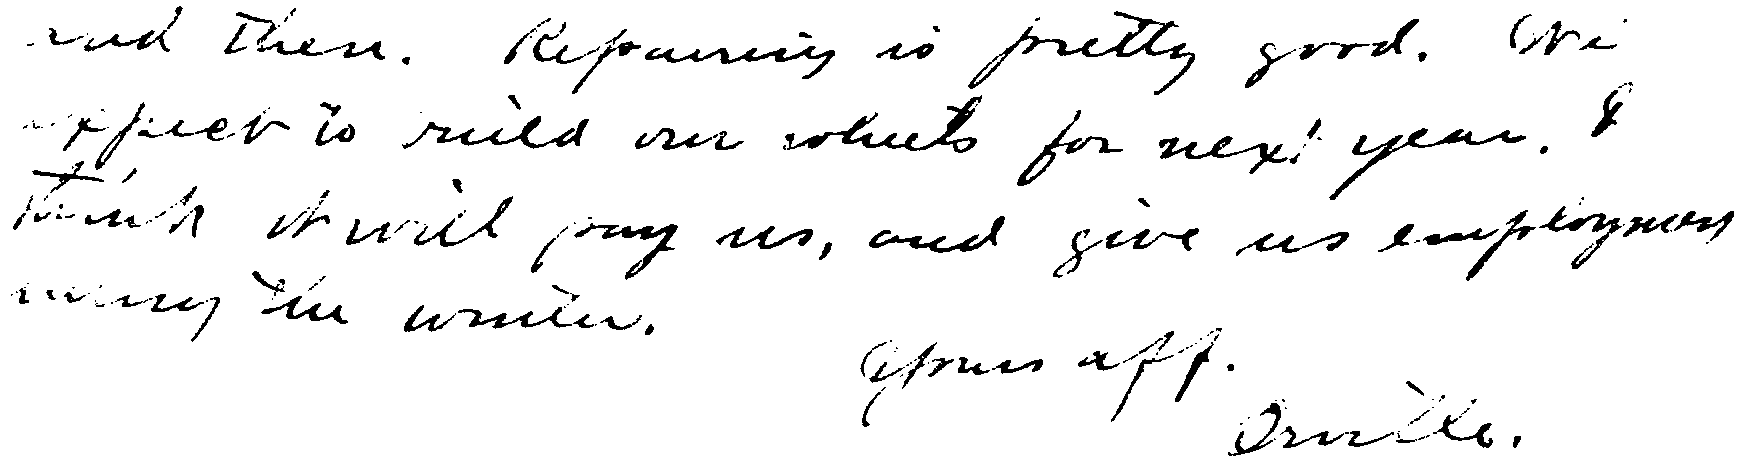 and then. Repairing is pretty good. We
expect to build our wheels for next year. I
think it will pay us, and give us employment
during the winter.
Yours aff.
Orville.